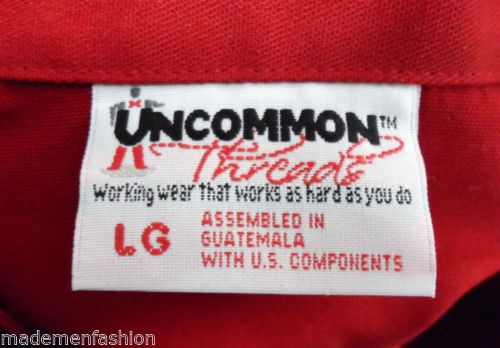 UNCOMMON™
Threads
Working wear that works as hard as you do
LG
ASSEMBLED IN
GUATEMALA
WITH U.S. COMPONENTS
mademenfashion